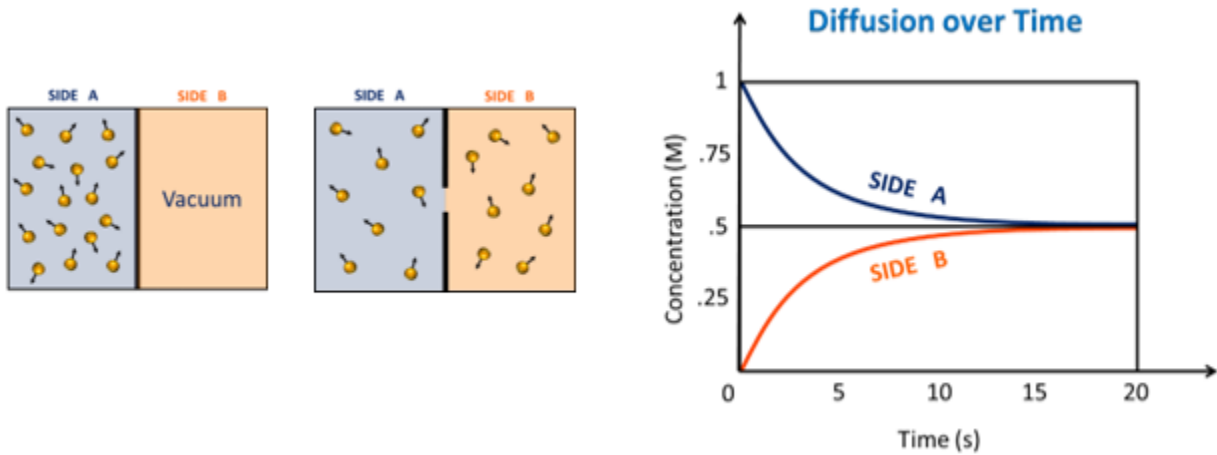 SIDE A SIDE B
Vacuum
SIDE A SIDE B
Diffusion over Time
1
.75
.5
.25
0 5 10 15 20
Concentration (M)
Time (s)
SIDE A
SIDE B